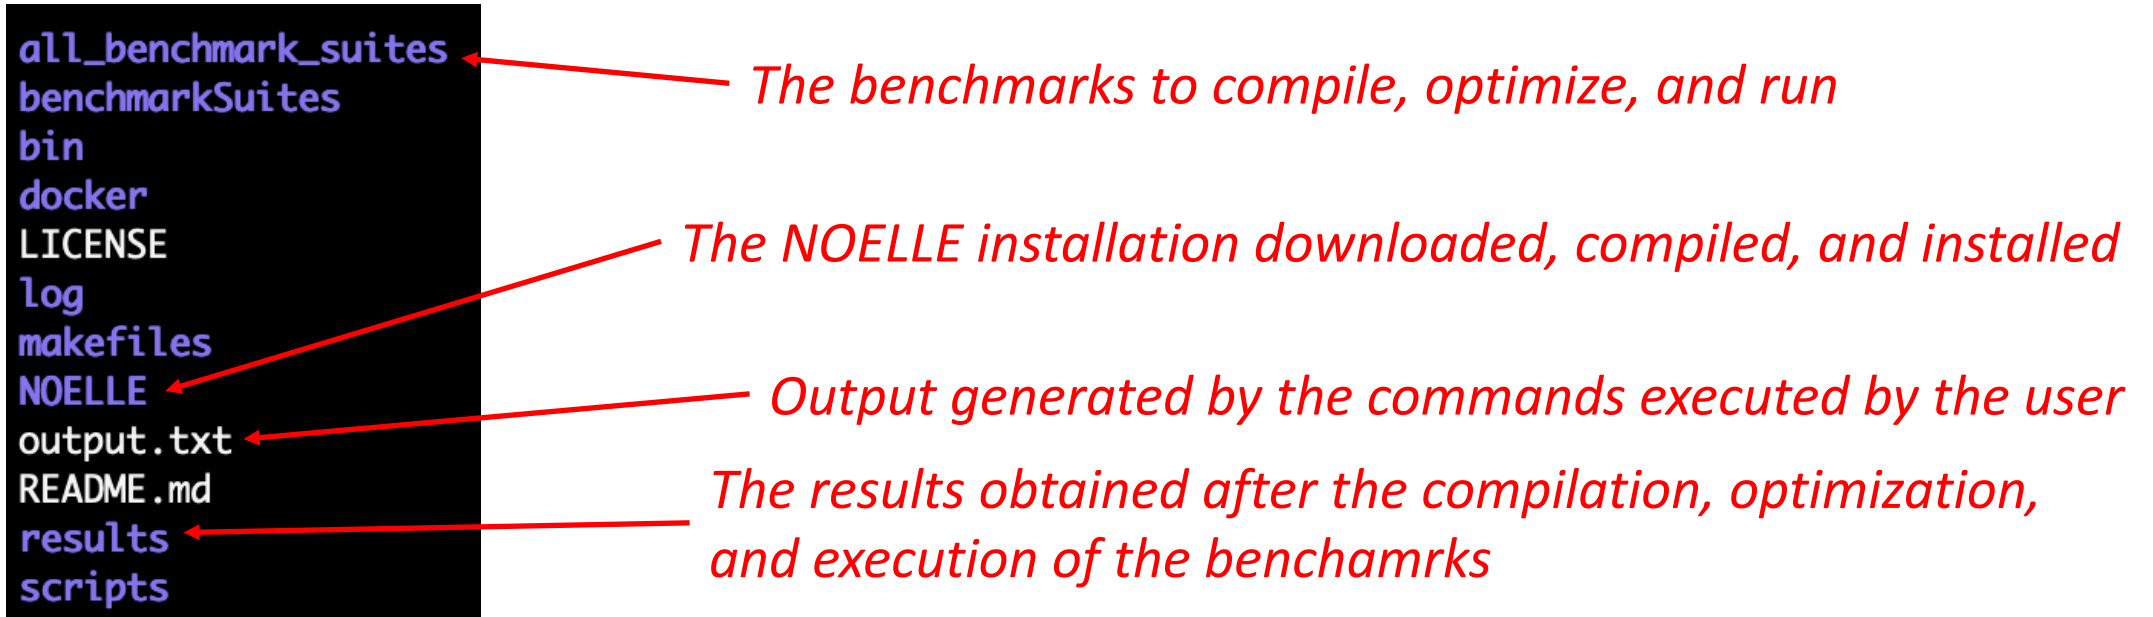 all_benchmark_suites
benchmarkSuites
bin
docker
LICENSE
log
makefiles
NOELLE
output.txt
README.md
results
scripts
The benchmarks to compile, optimize, and run
The NOELLE installation downloaded, compiled, and installed
Output generated by the commands executed by the user
The results obtained after the compilation, optimization,
and execution of the benchamrks